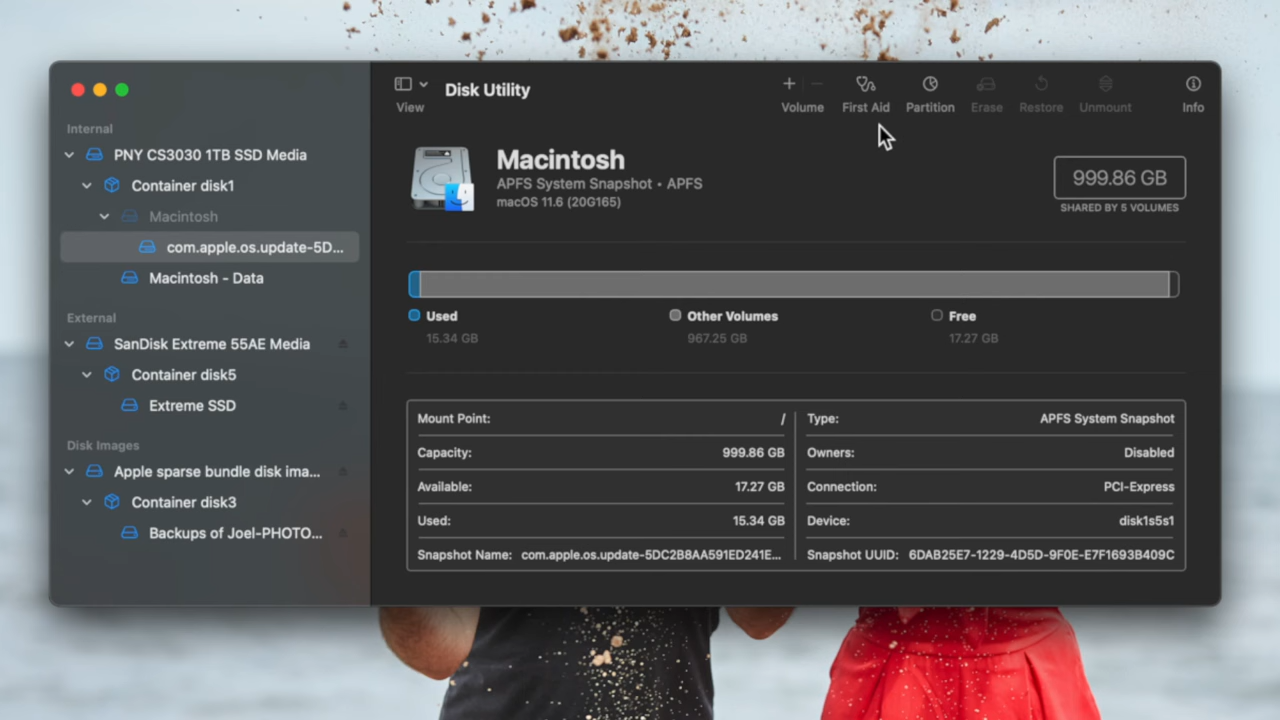 Disk Utility
View
Volume
First Aid
Partition
Erase
Restore
Unmount
Info
Internal
PNY CS3030 1TB SSD Media
Container disk1
Macintosh
com.apple.os.update-5D...
Macintosh - Data
External
SanDisk Extreme 55AE Media
Container disk5
Extreme SSD
Disk Images
Apple sparse bundle disk ima...
Container disk3
Backups of Joel-PHOTO...
Macintosh
APFS System Snapshot • APFS
macOS 11.6 (20G165)
999.86 GB
SHARED BY 5 VOLUMES
Used
15.34 GB
Other Volumes
967.25 GB
Free
17.27 GB
Mount Point: /
Capacity: 999.86 GB
Available: 17.27 GB
Used: 15.34 GB
Snapshot Name: com.apple.os.update-5DC2B8AA591ED241E...
Type: APFS System Snapshot
Owners: Disabled
Connection: PCI-Express
Device: disk1s5s1
Snapshot UUID: 6DAB25E7-1229-4D5D-9F0E-E7F1693B409C